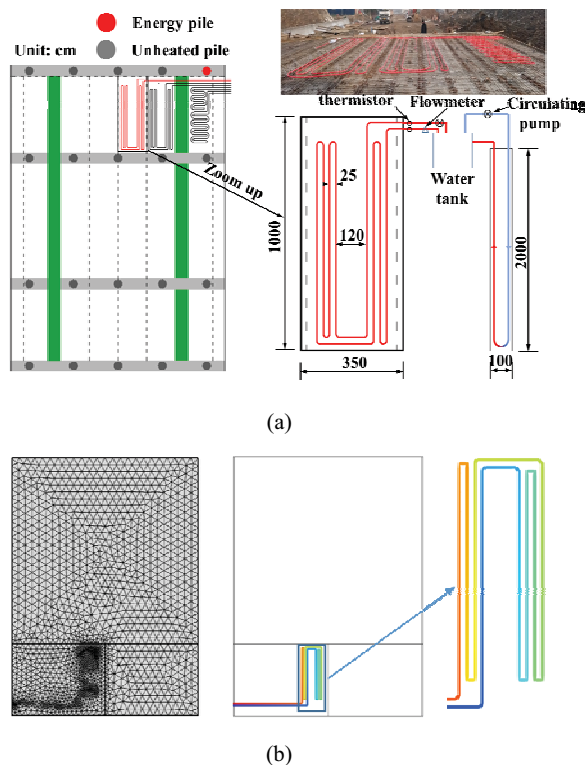 Energy pile
Unit: cm
Unheated pile
thermistor
Flowmeter
Circulating
pump
Water
tank
Zoom up
25
120
1000
2000
350
100
(a)
(b)